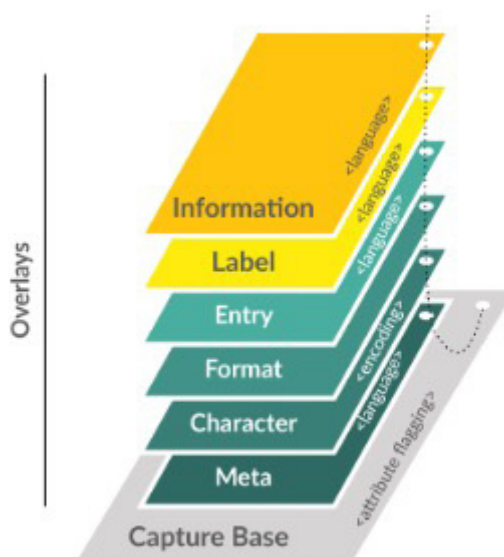 Overlays
Information
<language>
Label
<language>
Entry
<language>
Format
Character
<encoding>
Meta
<language>
Capture Base
<attribute flagging>